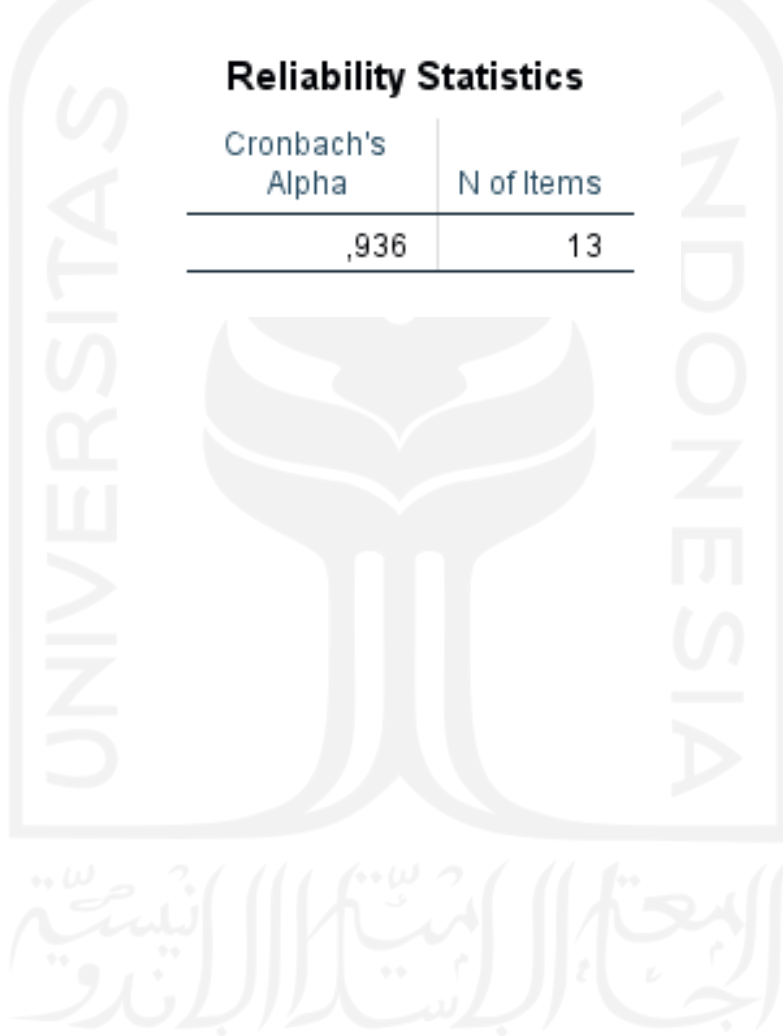 Reliability Statistics
Cronbach's
Alpha
N of Items
,936
13
UNIVERSITAS
INDONESIA